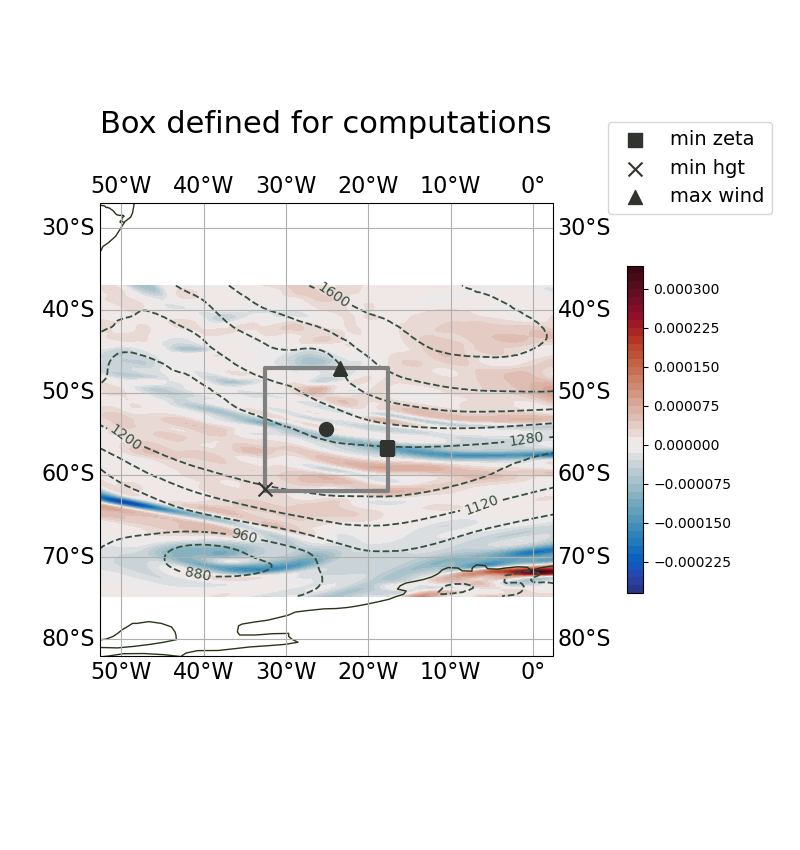 Box defined for computations
min zeta
min hgt
max wind
50°W 40°W 30°W 20°W 10°W 0°
30°S 30°S
1600
40°S 40°S
50°S 50°S
1200
1280
60°S 60°S
1120
960
70°S 70°S
880
80°S 80°S
50°W 40°W 30°W 20°W 10°W 0°
0.000300
0.000225
0.000150
0.000075
0.000000
−0.000075
−0.000150
−0.000225